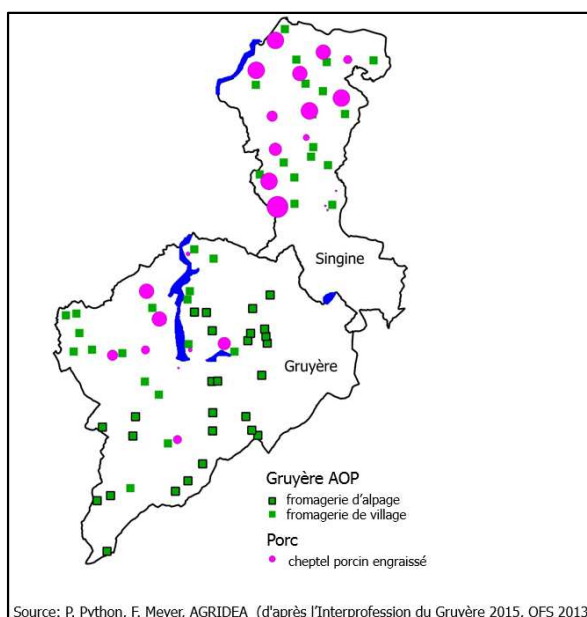 Singine
Gruyère
Gruyère AOP
fromagerie d'alpage
fromagerie de village
Porc
cheptel porcin engraissé
Source: P. Python, F. Meyer, AGRIDEA (d'après l'Interprofession du Gruyère 2015, OFS 2013